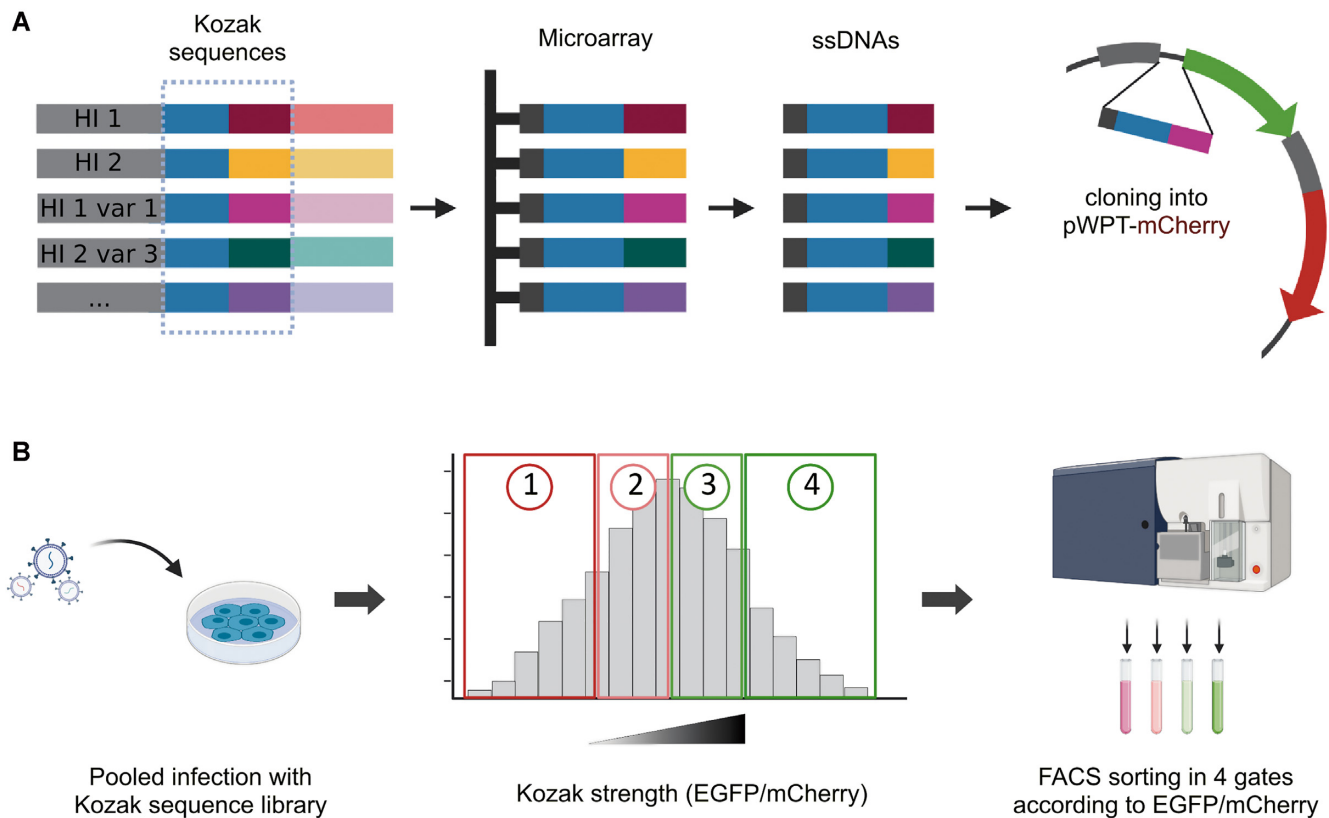 A
Kozak
sequences
Microarray
ssDNAs
HI 1
HI 2
HI 1 var 1
HI 2 var 3
...
cloning into
pWPT-mCherry
B
1
2
3
4
Pooled infection with
Kozak sequence library
Kozak strength (EGFP/mCherry)
FACS sorting in 4 gates
according to EGFP/mCherry